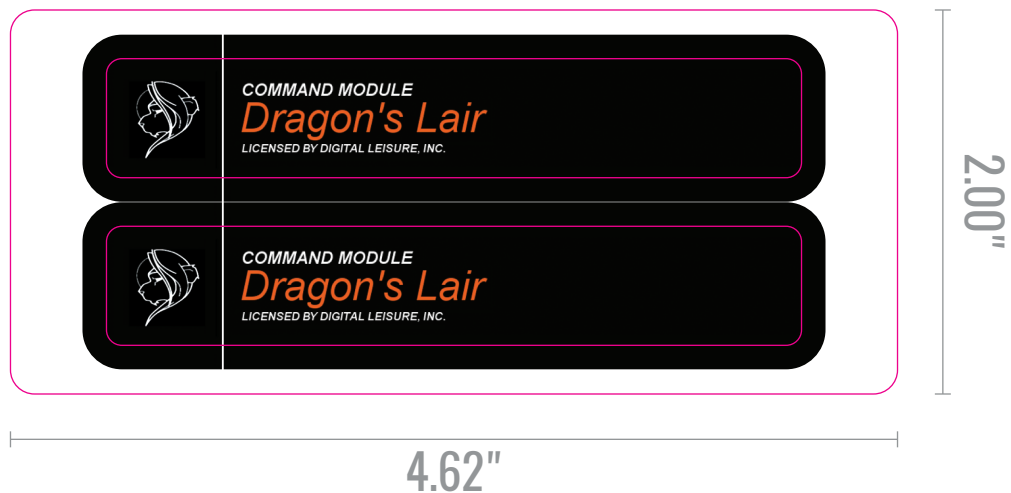 COMMAND MODULE
Dragon's Lair
LICENSED BY DIGITAL LEISURE, INC.
COMMAND MODULE
Dragon's Lair
LICENSED BY DIGITAL LEISURE, INC.
2.00"
4.62"